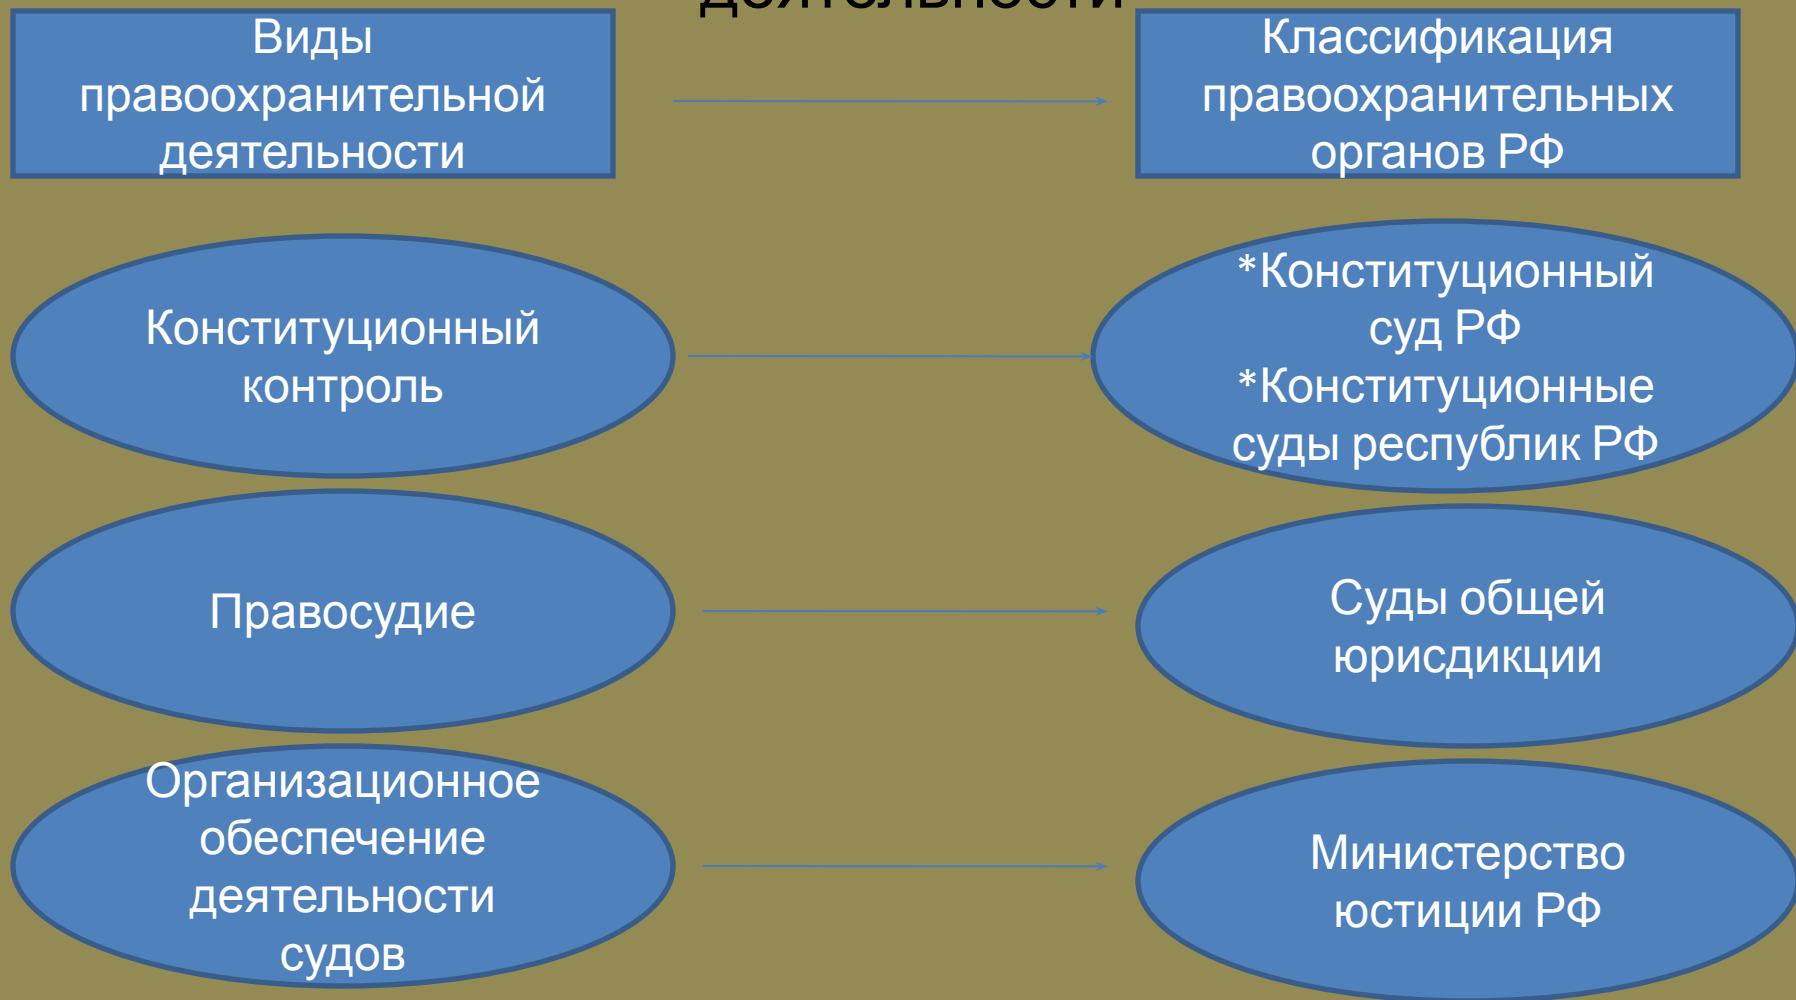 деятельности
Виды
правоохранительной
деятельности
Классификация
правоохранительных
органов РФ
Конституционный
контроль
*Конституционный
суд РФ
*Конституционные
суды республик РФ
Правосудие
Суды общей
юрисдикции
Организационное
обеспечение
деятельности
судов
Министерство
юстиции РФ